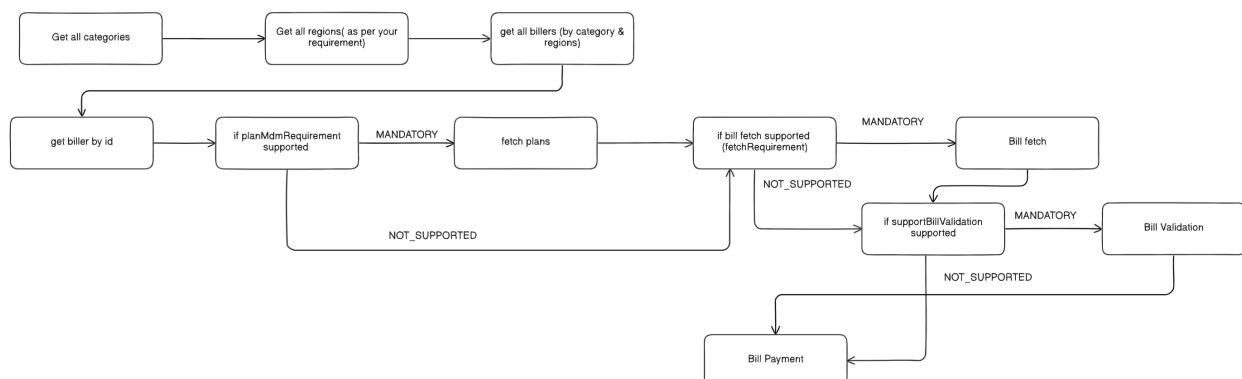 Get all categories
Get all regions( as per your
requirement)
get all billers (by category &
regions)
get biller by id
if planMdmRequirement
supported
MANDATORY
fetch plans
if bill fetch supported
(fetchRequirement)
MANDATORY
Bill fetch
NOT_SUPPORTED
NOT_SUPPORTED
if supportBillValidation
supported
MANDATORY
Bill Validation
NOT_SUPPORTED
Bill Payment